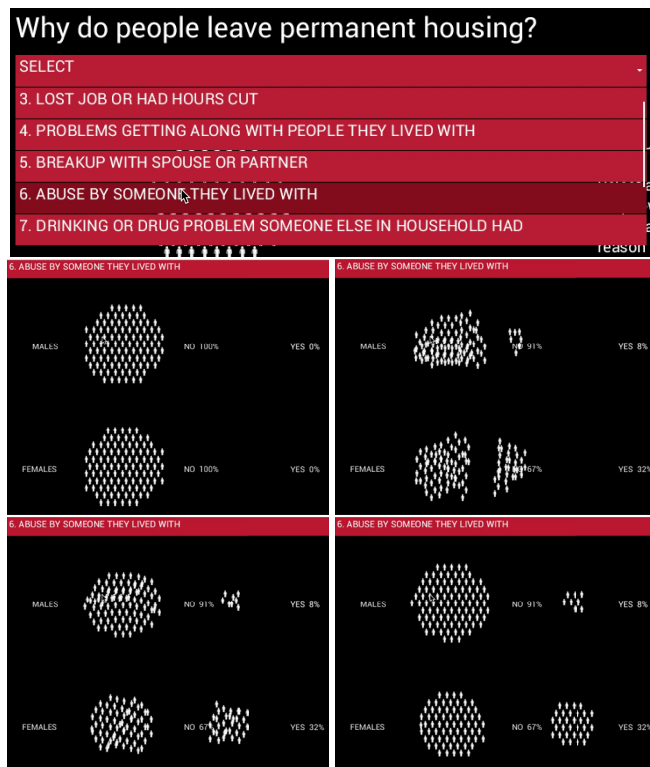 Why do people leave permanent housing?
SELECT
3. LOST JOB OR HAD HOURS CUT
4. PROBLEMS GETTING ALONG WITH PEOPLE THEY LIVED WITH
5. BREAKUP WITH SPOUSE OR PARTNER
6. ABUSE BY SOMEONE THEY LIVED WITH
7. DRINKING OR DRUG PROBLEM SOMEONE ELSE IN HOUSEHOLD HAD
reason
6. ABUSE BY SOMEONE THEY LIVED WITH
MALES NO 100% YES 0%
FEMALES NO 100% YES 0%
6. ABUSE BY SOMEONE THEY LIVED WITH
MALES NO 91% YES 8%
FEMALES NO 67% YES 32%
6. ABUSE BY SOMEONE THEY LIVED WITH
MALES NO 91% YES 8%
FEMALES NO 67 YES 32%
6. ABUSE BY SOMEONE THEY LIVED WITH
MALES NO 91% YES 8%
FEMALES NO 67% YES 32%